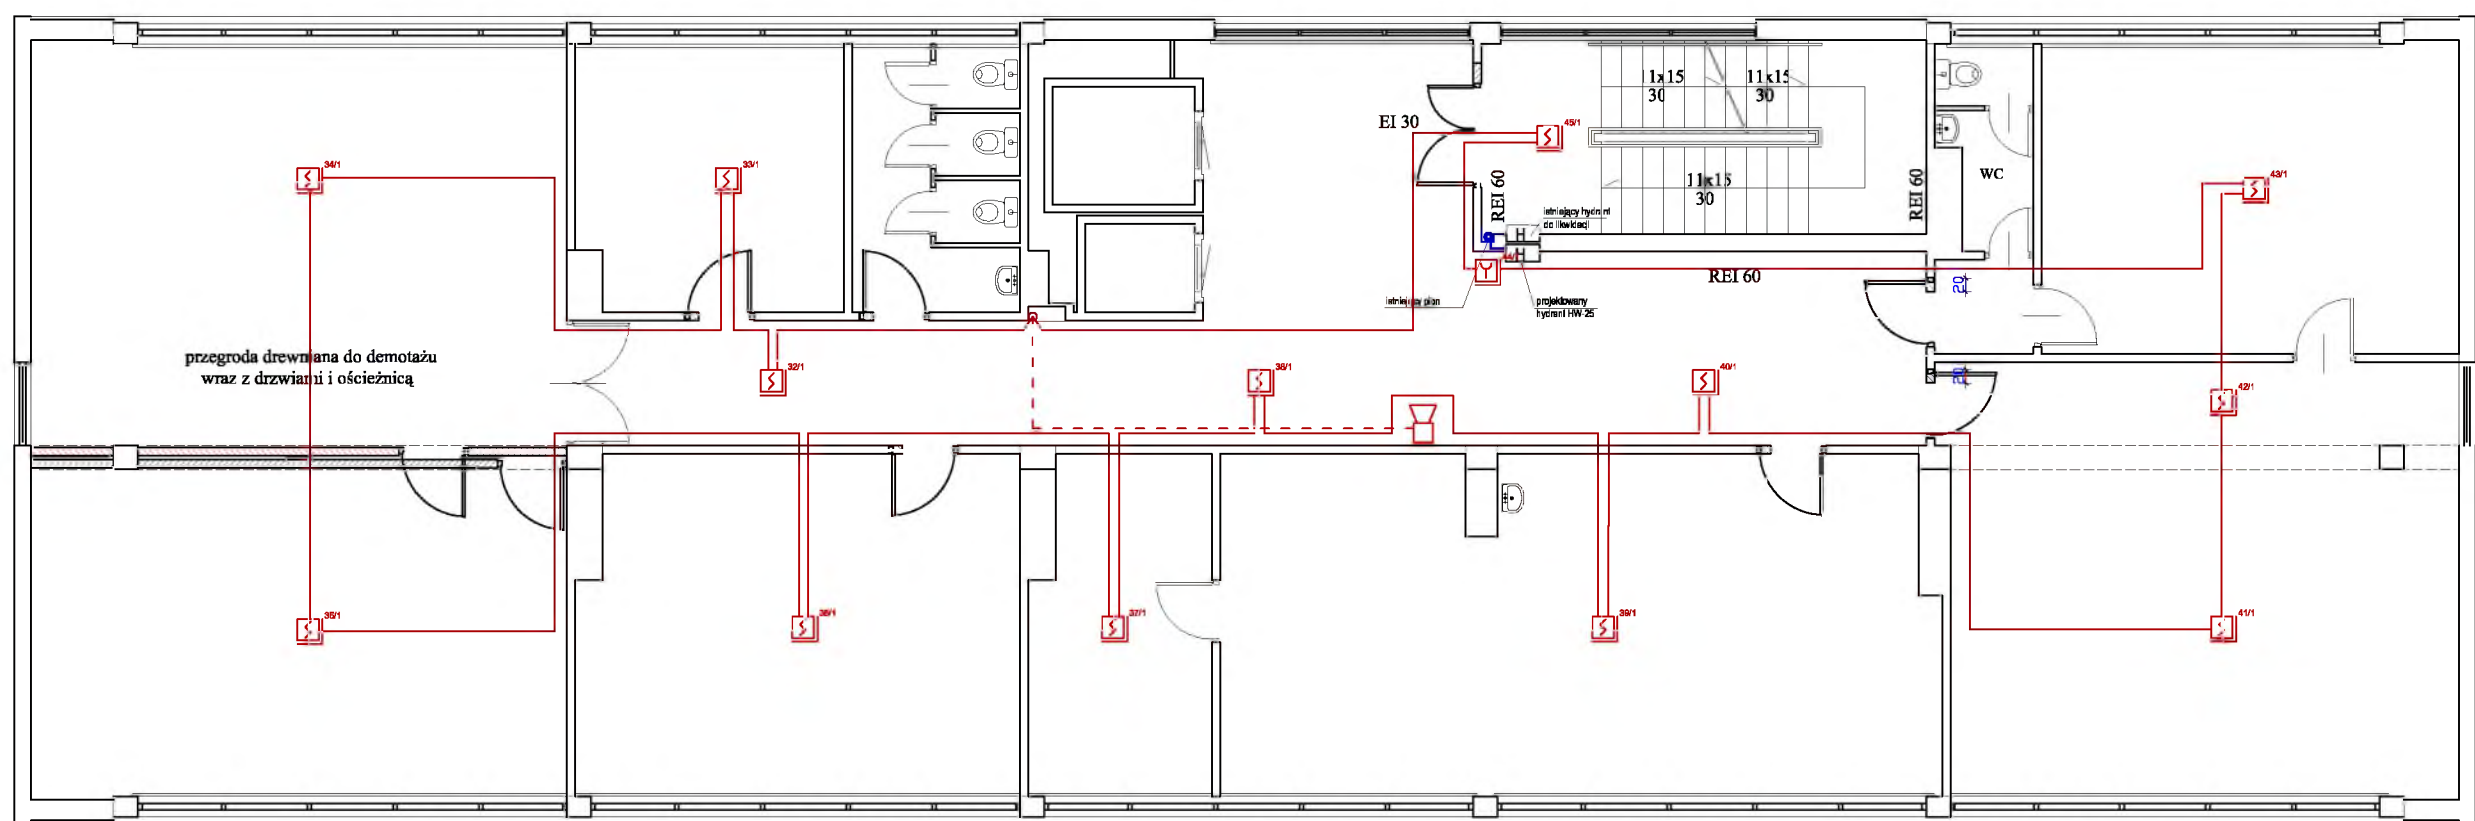 11x15
30
11x15
30
EI 30
45/1
34/1
33/1
43/1
WC
REI 60
REI 60
11x15
30
istniejący hydrant
do likwidacji
H
H
REI 60
20
istniejący pion
projektowany
hydrant HW-25
przegroda drewniana do demotażu
wraz z drzwiami i ościeżnicą
32/1
38/1
40/1
20
42/1
35/1
36/1
37/1
39/1
41/1